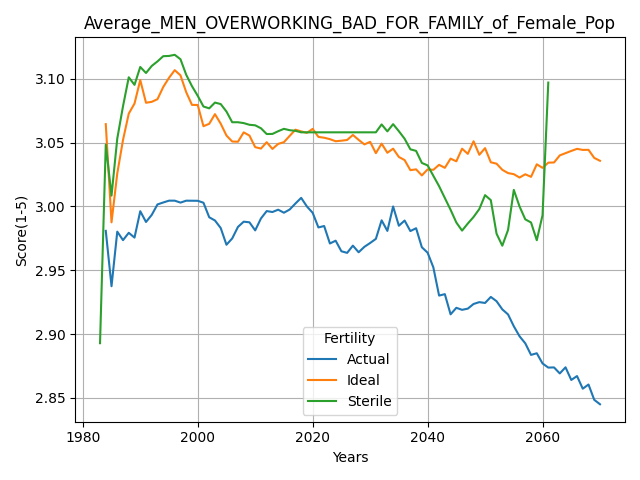 Average_MEN_OVERWORKING_BAD_FOR_FAMILY_of_Female_Pop
3.10
3.05
3.00
2.95
2.90
2.85
Score(1-5)
Fertility
Actual
Ideal
Sterile
1980
2000
2020
2040
2060
Years